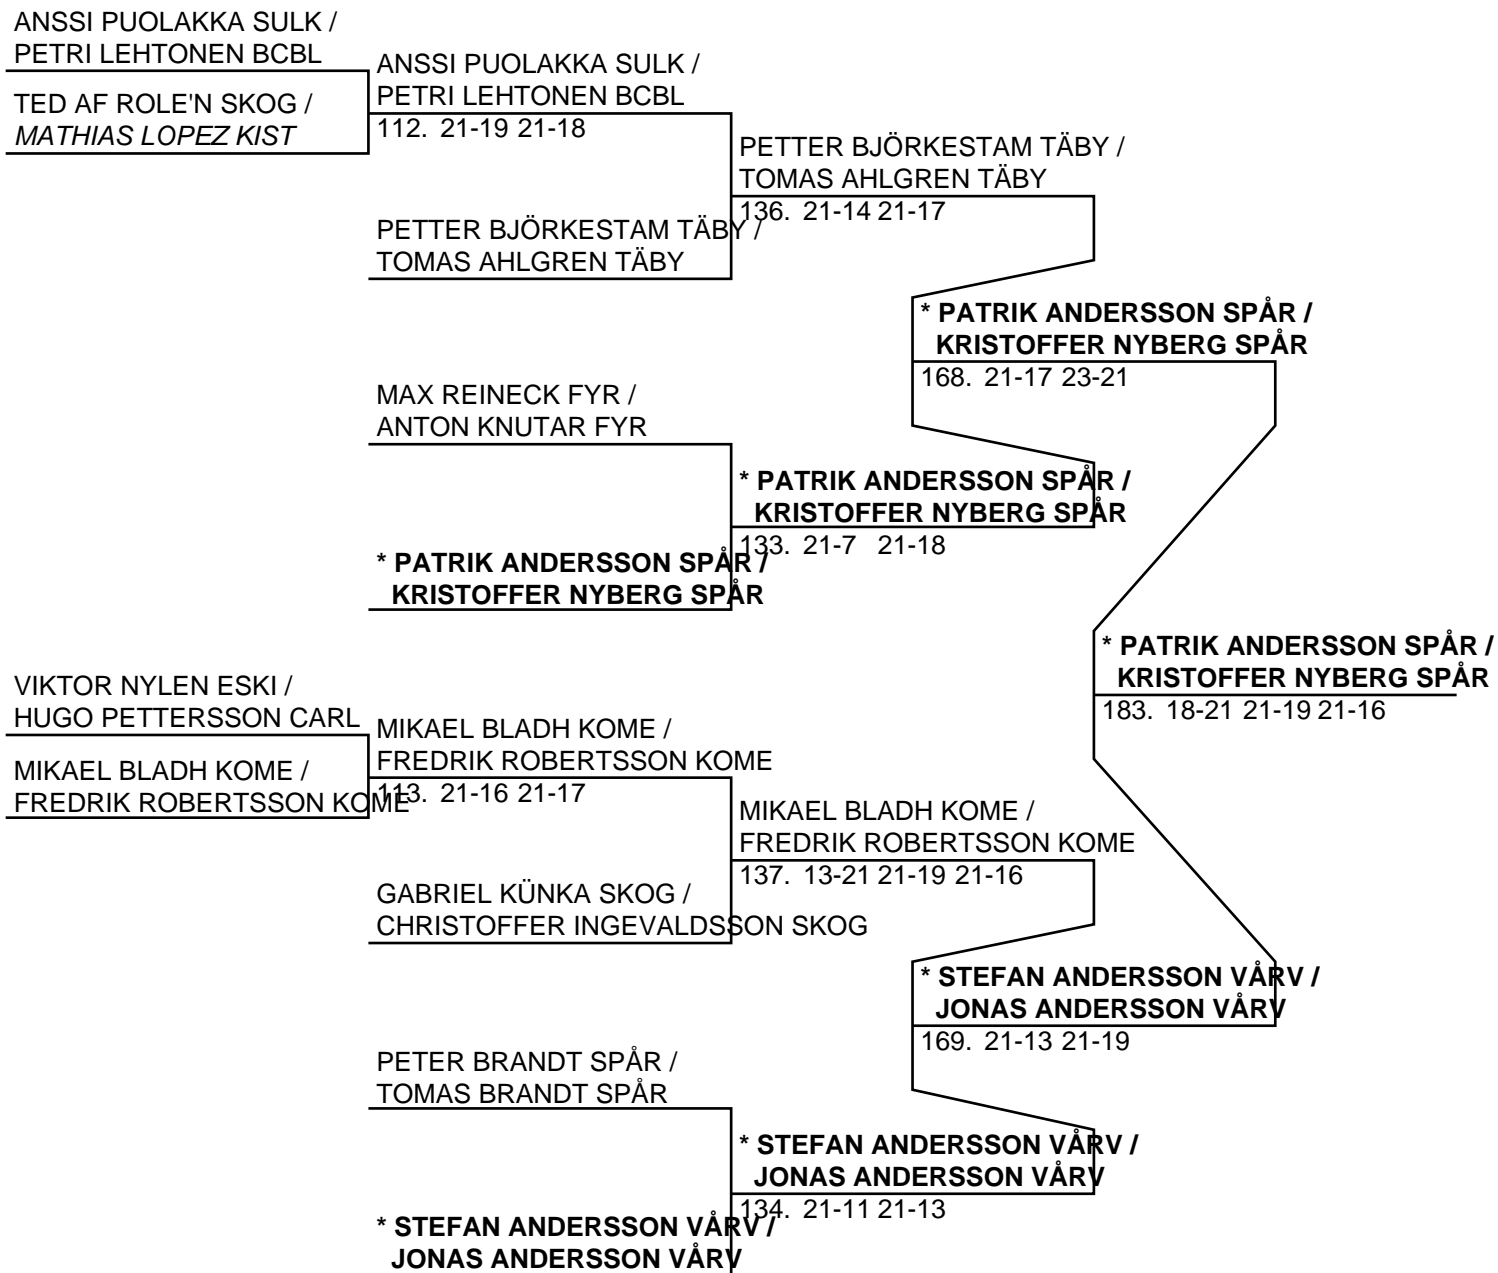 ANSSI PUOLAKKA SULK /
PETRI LEHTONEN BCBL
TED AF ROLE'N SKOG /
MATHIAS LOPEZ KIST
ANSSI PUOLAKKA SULK /
PETRI LEHTONEN BCBL
112. 21-19 21-18
PETTER BJÖRKESTAM TÄBY /
TOMAS AHLGREN TÄBY
PETTER BJÖRKESTAM TÄBY /
TOMAS AHLGREN TÄBY
136. 21-14 21-17
MAX REINECK FYR /
ANTON KNUTAR FYR
* PATRIK ANDERSSON SPÅR /
KRISTOFFER NYBERG SPÅR
* PATRIK ANDERSSON SPÅR /
KRISTOFFER NYBERG SPÅR
133. 21-7 21-18
* PATRIK ANDERSSON SPÅR /
KRISTOFFER NYBERG SPÅR
168. 21-17 23-21
* PATRIK ANDERSSON SPÅR /
KRISTOFFER NYBERG SPÅR
183. 18-21 21-19 21-16
VIKTOR NYLEN ESKI /
HUGO PETTERSSON CARL
MIKAEL BLADH KOME /
FREDRIK ROBERTSSON KOME
MIKAEL BLADH KOME /
FREDRIK ROBERTSSON KOME
113. 21-16 21-17
GABRIEL KÜNKA SKOG /
CHRISTOFFER INGEVALDSSON SKOG
MIKAEL BLADH KOME /
FREDRIK ROBERTSSON KOME
137. 13-21 21-19 21-16
* STEFAN ANDERSSON VÅRV /
JONAS ANDERSSON VÅRV
169. 21-13 21-19
PETER BRANDT SPÅR /
TOMAS BRANDT SPÅR
* STEFAN ANDERSSON VÅRV /
JONAS ANDERSSON VÅRV
134. 21-11 21-13
* STEFAN ANDERSSON VÅRV /
JONAS ANDERSSON VÅRV